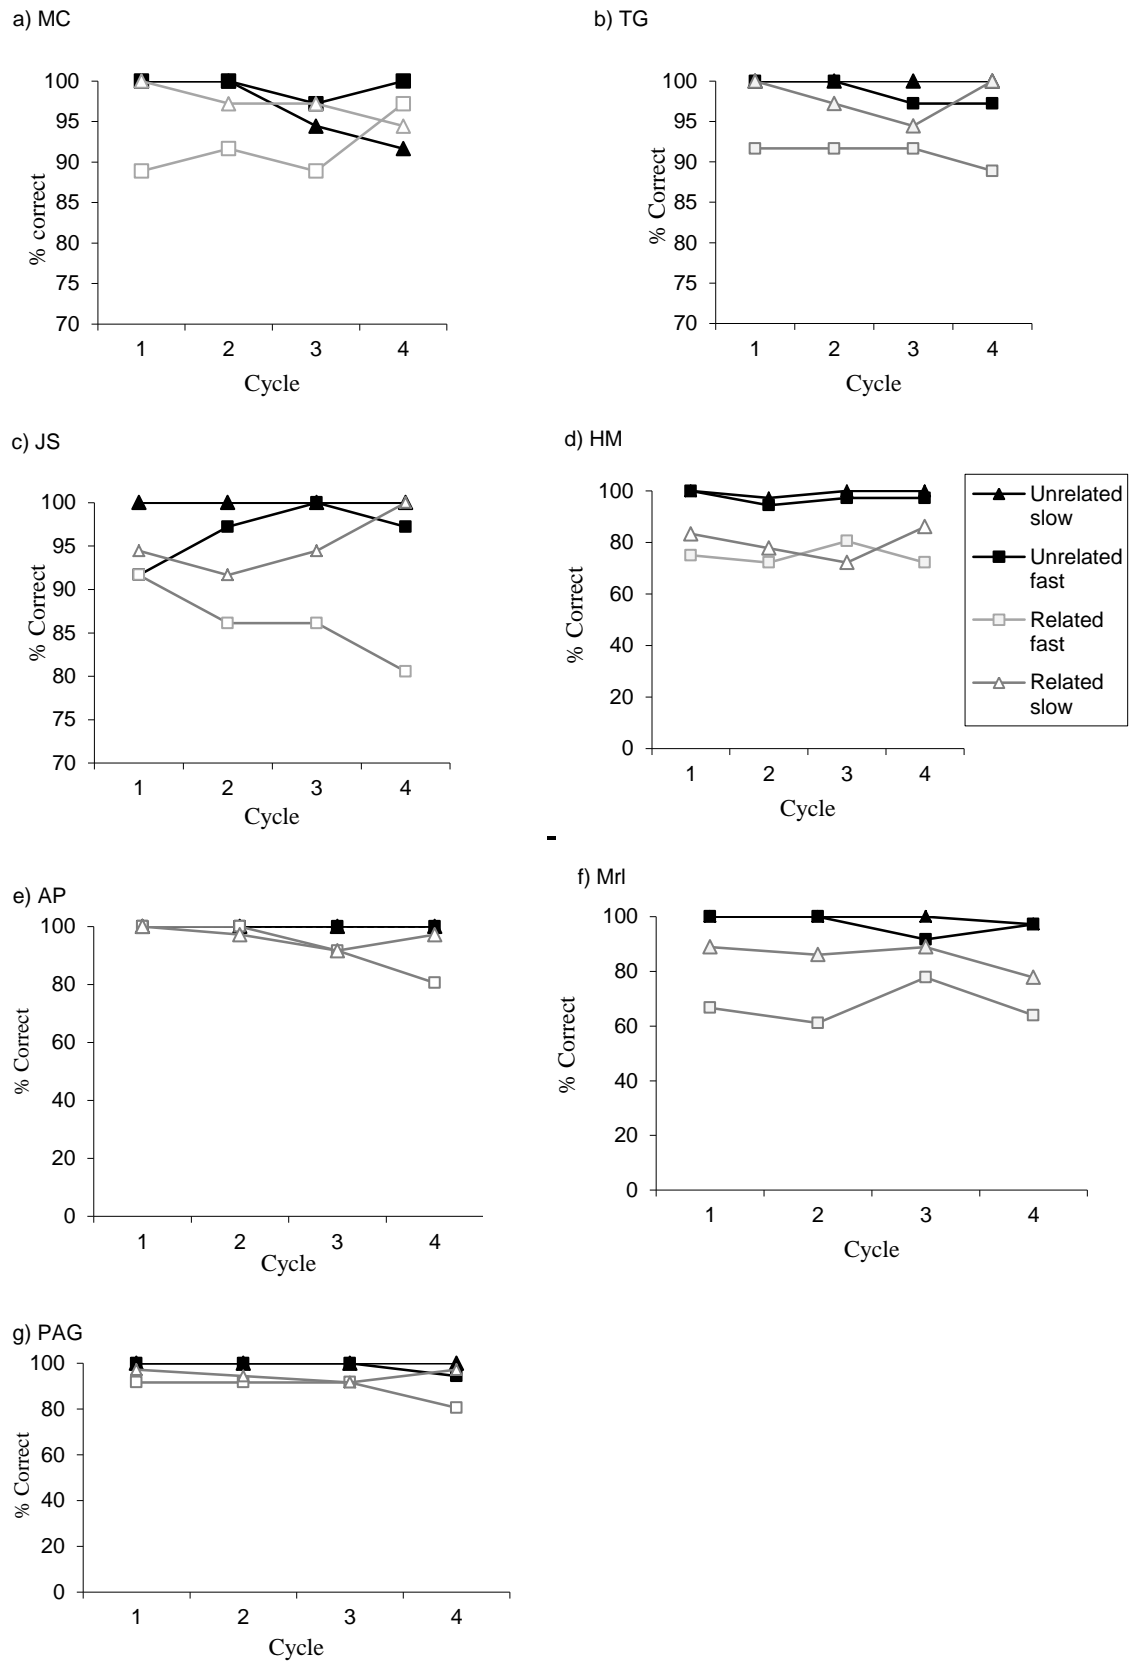 a) MC
100
95
90
85
80
75
70
% correct
1 2 3 4
Cycle
b) TG
100
95
90
85
80
75
70
% Correct
1 2 3 4
Cycle
c) JS
100
95
90
85
80
75
70
% Correct
1 2 3 4
Cycle
d) HM
100
80
60
40
20
0
% Correct
1 2 3 4
Cycle
Unrelated
slow
Unrelated
fast
Related
fast
Related
slow
e) AP
100
80
60
40
20
0
% Correct
1 2 3 4
Cycle
f) Mrl
100
80
60
40
20
0
% Correct
1 2 3 4
Cycle
g) PAG
100
80
60
40
20
0
% Correct
1 2 3 4
Cycle